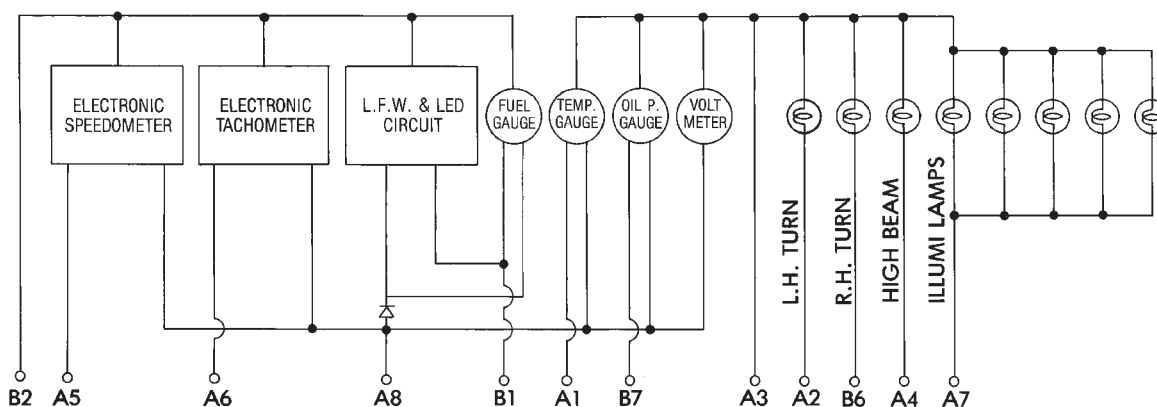 ELECTRONIC
SPEEDOMETER
ELECTRONIC
TACHOMETER
L.F.W. & LED
CIRCUIT
FUEL
GAUGE
TEMP.
GAUGE
OIL P.
GAUGE
VOLT
METER
L.H. TURN
R.H. TURN
HIGH BEAM
ILLUMI LAMPS
B2 A5 A6 A8 B1 A1 B7 A3 A2 B6 A4 A7